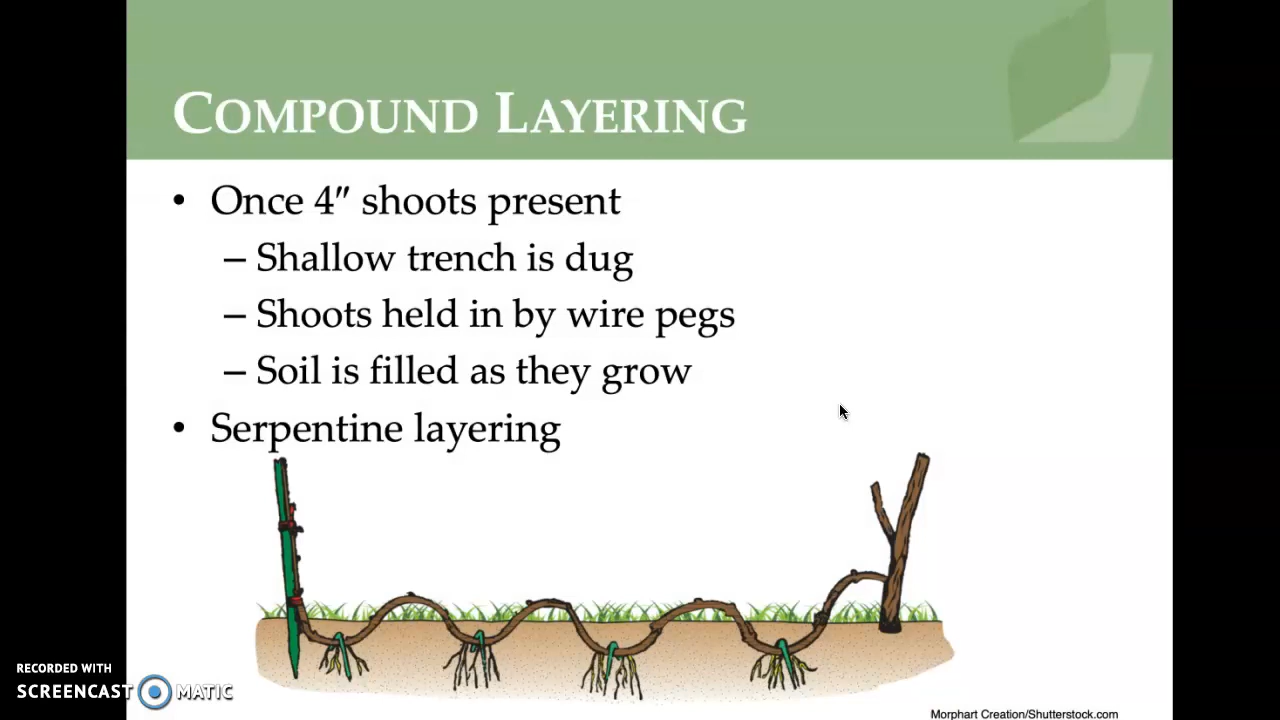 COMPOUND LAYERING
• Once 4″ shoots present
– Shallow trench is dug
– Shoots held in by wire pegs
– Soil is filled as they grow
• Serpentine layering
RECORDED WITH
SCREENCAST MATIC
Morphart Creation/Shutterstock.com